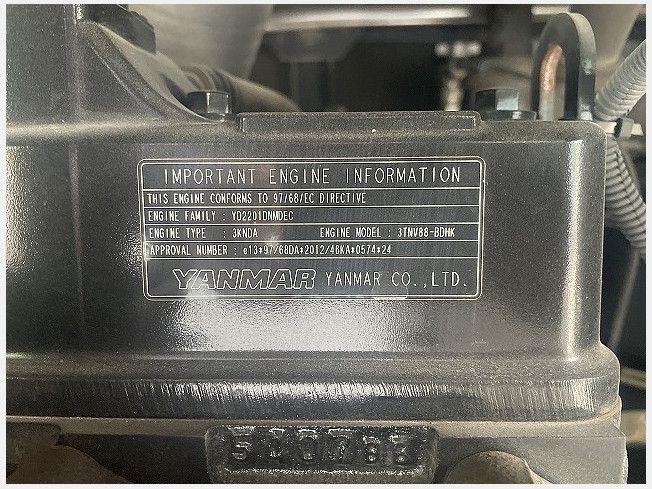 IMPORTANT ENGINE INFORMATION
THIS ENGINE CONFORMS TO 97/68/EC DIRECTIVE
ENGINE FAMILY : YD2201DNMDEC
ENGINE TYPE : 3KNDA ENGINE MODEL : 3TNV88-BDHK
APPROVAL NUMBER : e13*97/68DA*2012/46KA*0574*24
YANMAR YANMAR CO.,LTD.